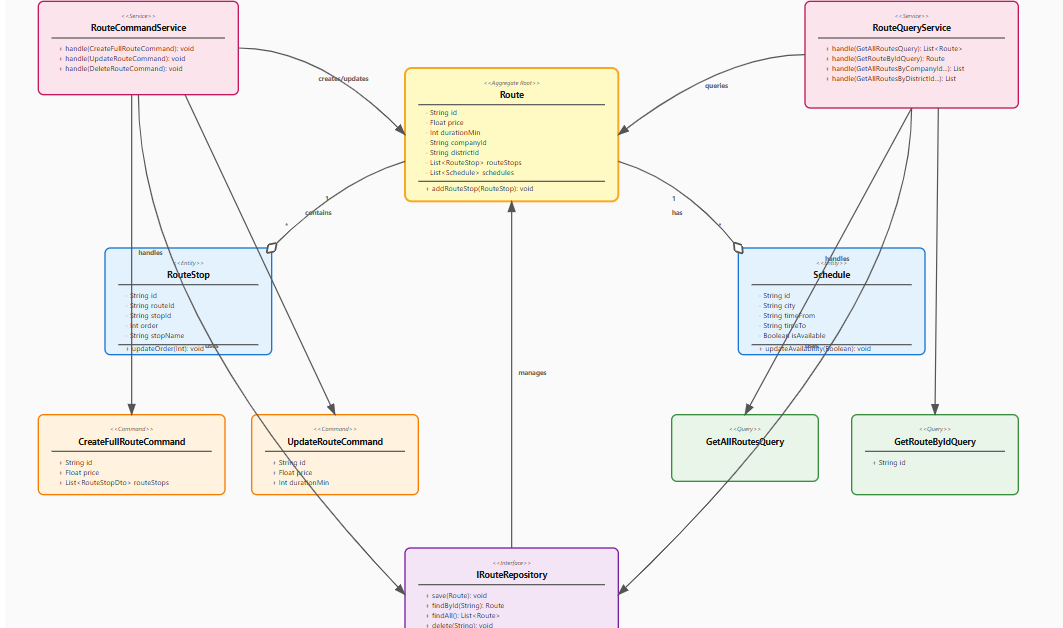 <<Service>>
RouteCommandService
+ handle(CreateFullRouteCommand): void
+ handle(UpdateRouteCommand): void
+ handle(DeleteRouteCommand): void
<<Service>>
RouteQueryService
+ handle(GetAllRoutesQuery): List<Route>
+ handle(GetRouteByIdQuery): Route
+ handle(GetAllRoutesByCompanyId...): List
+ handle(GetAllRoutesByDistrictId...): List
creates/updates
queries
<<Aggregate Root>>
Route
- String id
- Float price
- Int durationMin
- String companyId
- String districtId
- List<RouteStop> routeStops
- List<Schedule> schedules
+ addRouteStop(RouteStop): void
1
contains
*
1
has
*
handles
<<Entity>>
RouteStop
- String id
- String routeId
- String stopId
- Int order
- String stopName
+ updateOrder(Int): void
handles
<<Entity>>
Schedule
- String id
- String city
- String timeFrom
- String timeTo
- Boolean isAvailable
+ updateAvailability(Boolean): void
manages
<<Command>>
CreateFullRouteCommand
+ String id
+ Float price
+ List<RouteStopDto> routeStops
<<Command>>
UpdateRouteCommand
+ String id
+ Float price
+ Int durationMin
<<Query>>
GetAllRoutesQuery
<<Query>>
GetRouteByIdQuery
+ String id
<<Interface>>
IRouteRepository
+ save(Route): void
+ findById(String): Route
+ findAll(): List<Route>
+ delete(String): void